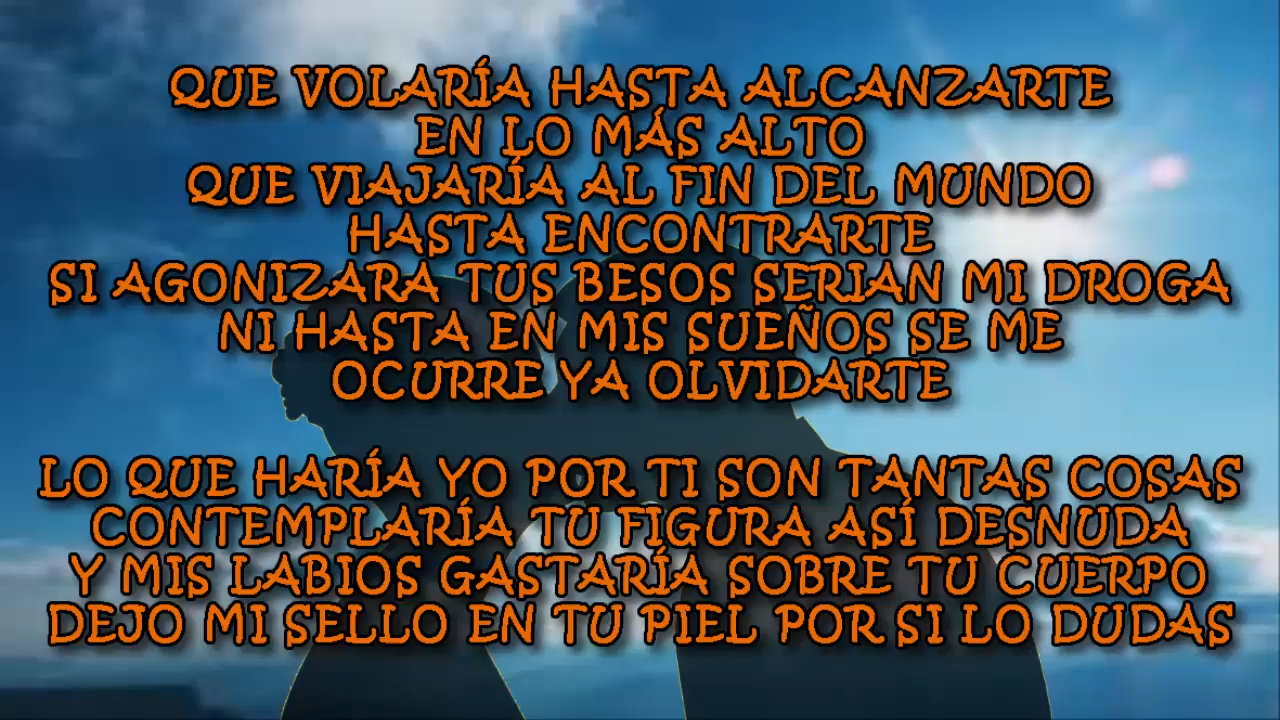 QUE VOLARÍA HASTA ALCANZARTE
EN LO MÁS ALTO
QUE VIAJARÍA AL FIN DEL MUNDO
HASTA ENCONTRARTE
SI AGONIZARA TUS BESOS SERIAN MI DROGA
NI HASTA EN MIS SUEÑOS SE ME
OCURRE YA OLVIDARTE
LO QUE HARÍA YO POR TI SON TANTAS COSAS
CONTEMPLARÍA TU FIGURA ASÍ DESNUDA
Y MIS LABIOS GASTARÍA SOBRE TU CUERPO
DEJO MI SELLO EN TU PIEL POR SI LO DUDAS